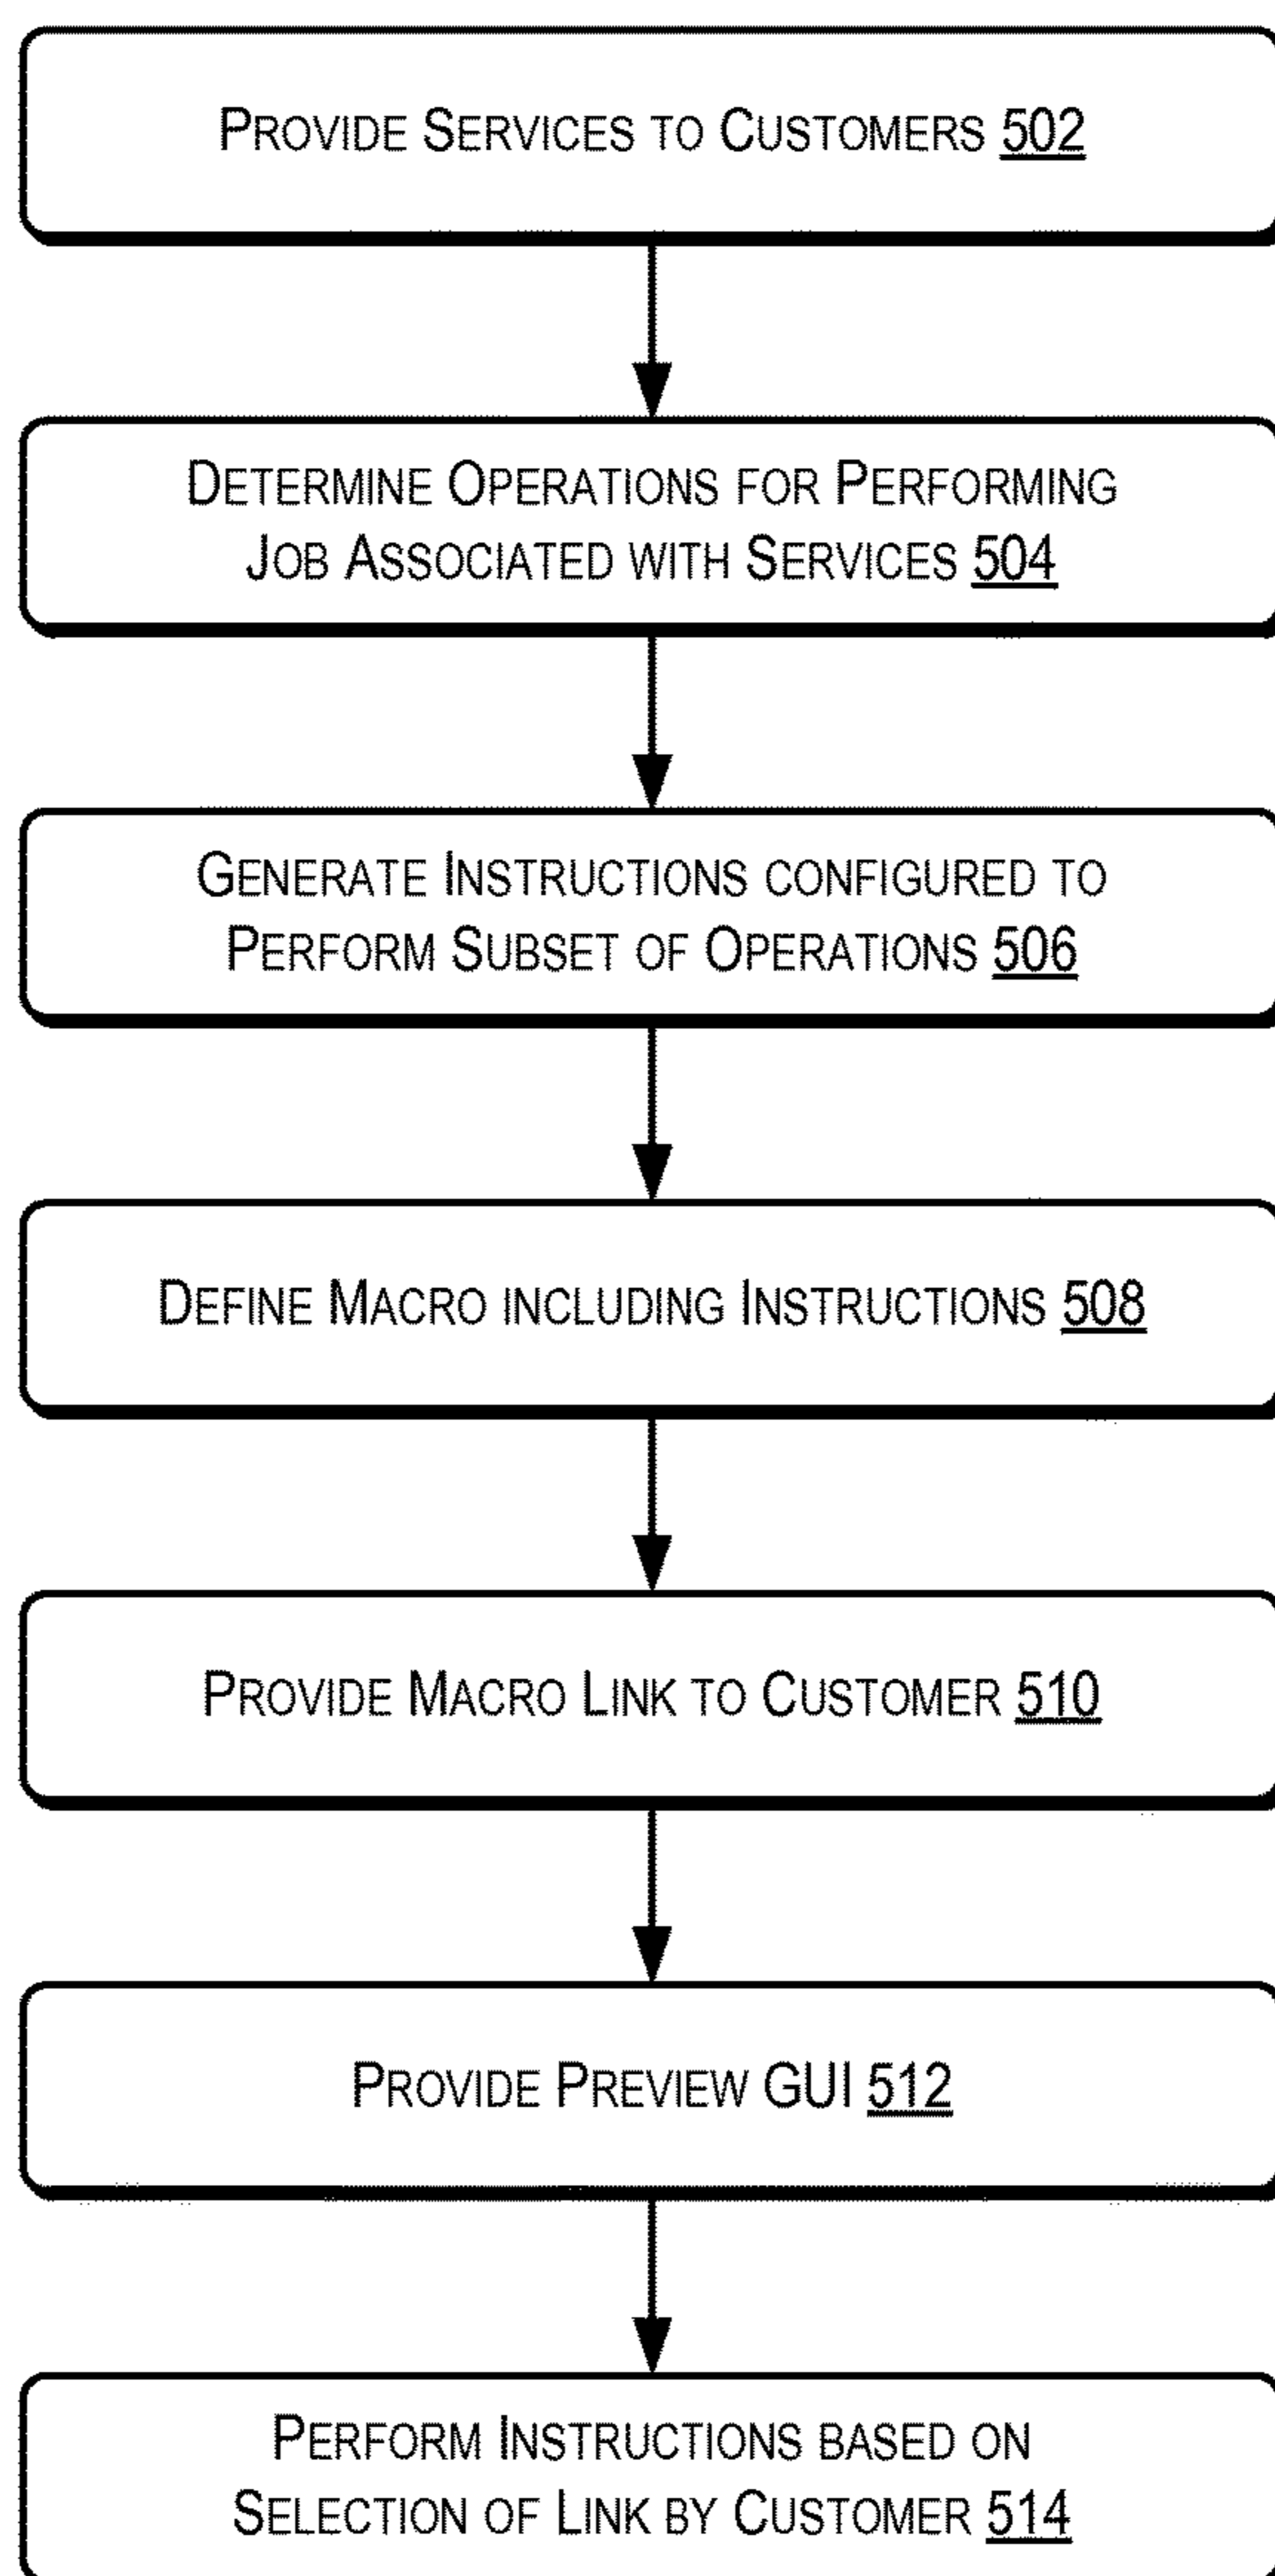 PROVIDE SERVICES TO CUSTOMERS 502
DETERMINE OPERATIONS FOR PERFORMING
JOB ASSOCIATED WITH SERVICES 504
GENERATE INSTRUCTIONS CONFIGURED TO
PERFORM SUBSET OF OPERATIONS 506
DEFINE MACRO INCLUDING INSTRUCTIONS 508
PROVIDE MACRO LINK TO CUSTOMER 510
PROVIDE PREVIEW GUI 512
PERFORM INSTRUCTIONS BASED ON
SELECTION OF LINK BY CUSTOMER 514